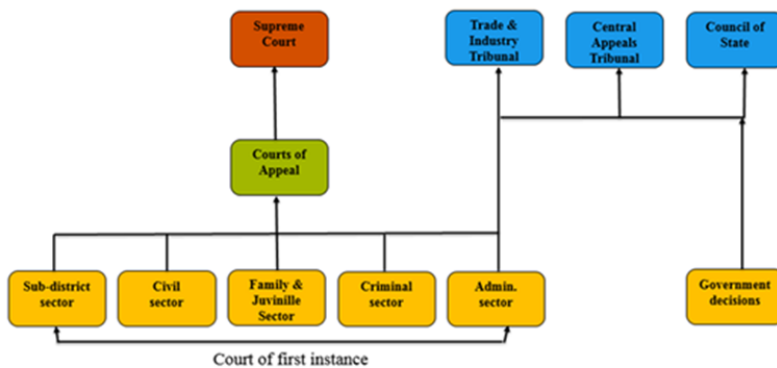 Supreme
Court
Trade &
Industry
Tribunal
Central
Appeals
Tribunal
Council of
State
Courts of
Appeal
Sub-district
sector
Civil
sector
Family &
Juvinille
Sector
Criminal
sector
Admin.
sector
Government
decisions
Court of first instance